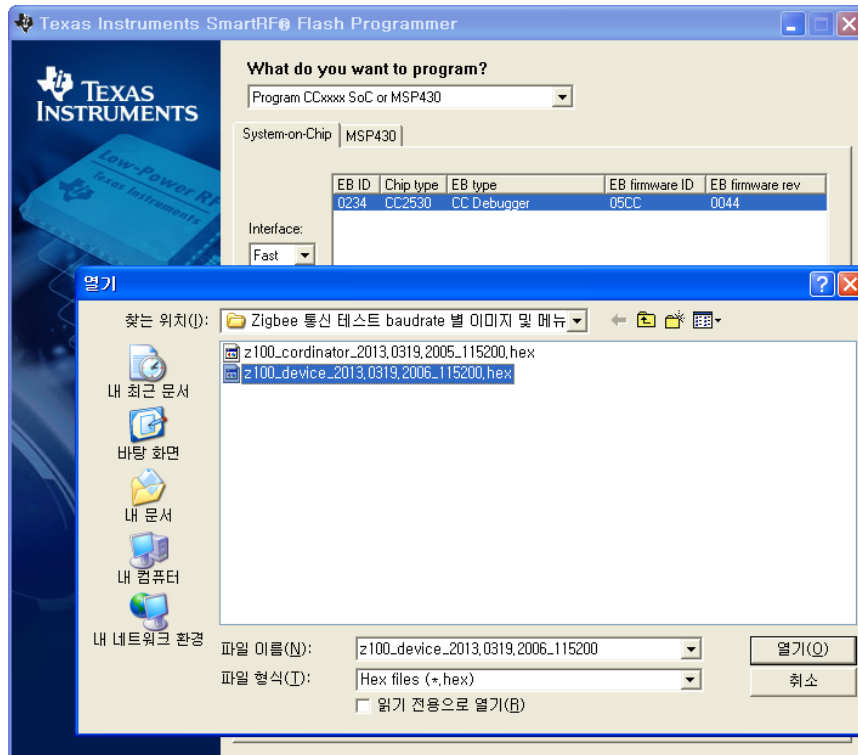 Texas Instruments SmartRF® Flash Programmer
TEXAS
INSTRUMENTS
Low-Power RF
Texas Instruments
What do you want to program?
Program CCxxxx SoC or MSP430
System-on-Chip MSP430
EB ID Chip type EB type EB firmware ID EB firmware rev
0234 CC2530 CC Debugger 05CC 0044
Interface:
Fast
열기
찾는 위치(I): Zigbee 통신 테스트 baudrate 별 이미지 및 메뉴
z100_cordinator_2013,0319,2005_115200,hex
z100_device_2013,0319,2006_115200,hex
내 최근 문서
바탕 화면
내 문서
내 컴퓨터
내 네트워크 환경
파일 이름(N): z100_device_2013,0319,2006_115200
열기(O)
파일 형식(T): Hex files (*,hex)
취소
읽기 전용으로 열기(R)